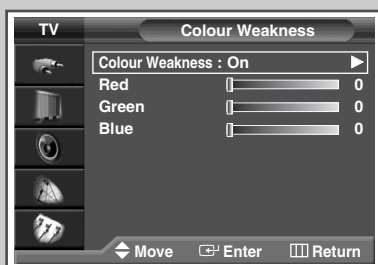 TV Colour Weakness
Colour Weakness : On
Red 0
Green 0
Blue 0
Move Enter Return